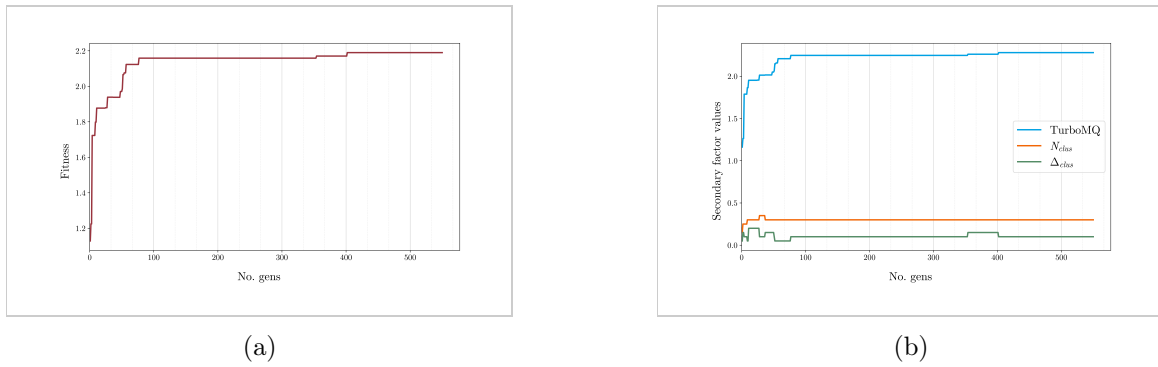 Fitness
2.2
2.0
1.8
1.6
1.4
1.2
0 100 200 300 400 500
No. gens
(a)
Secondary factor values
2.0
1.5
1.0
0.5
0.0
TurboMQ
N_clus
Δ_clus
0 100 200 300 400 500
No. gens
(b)